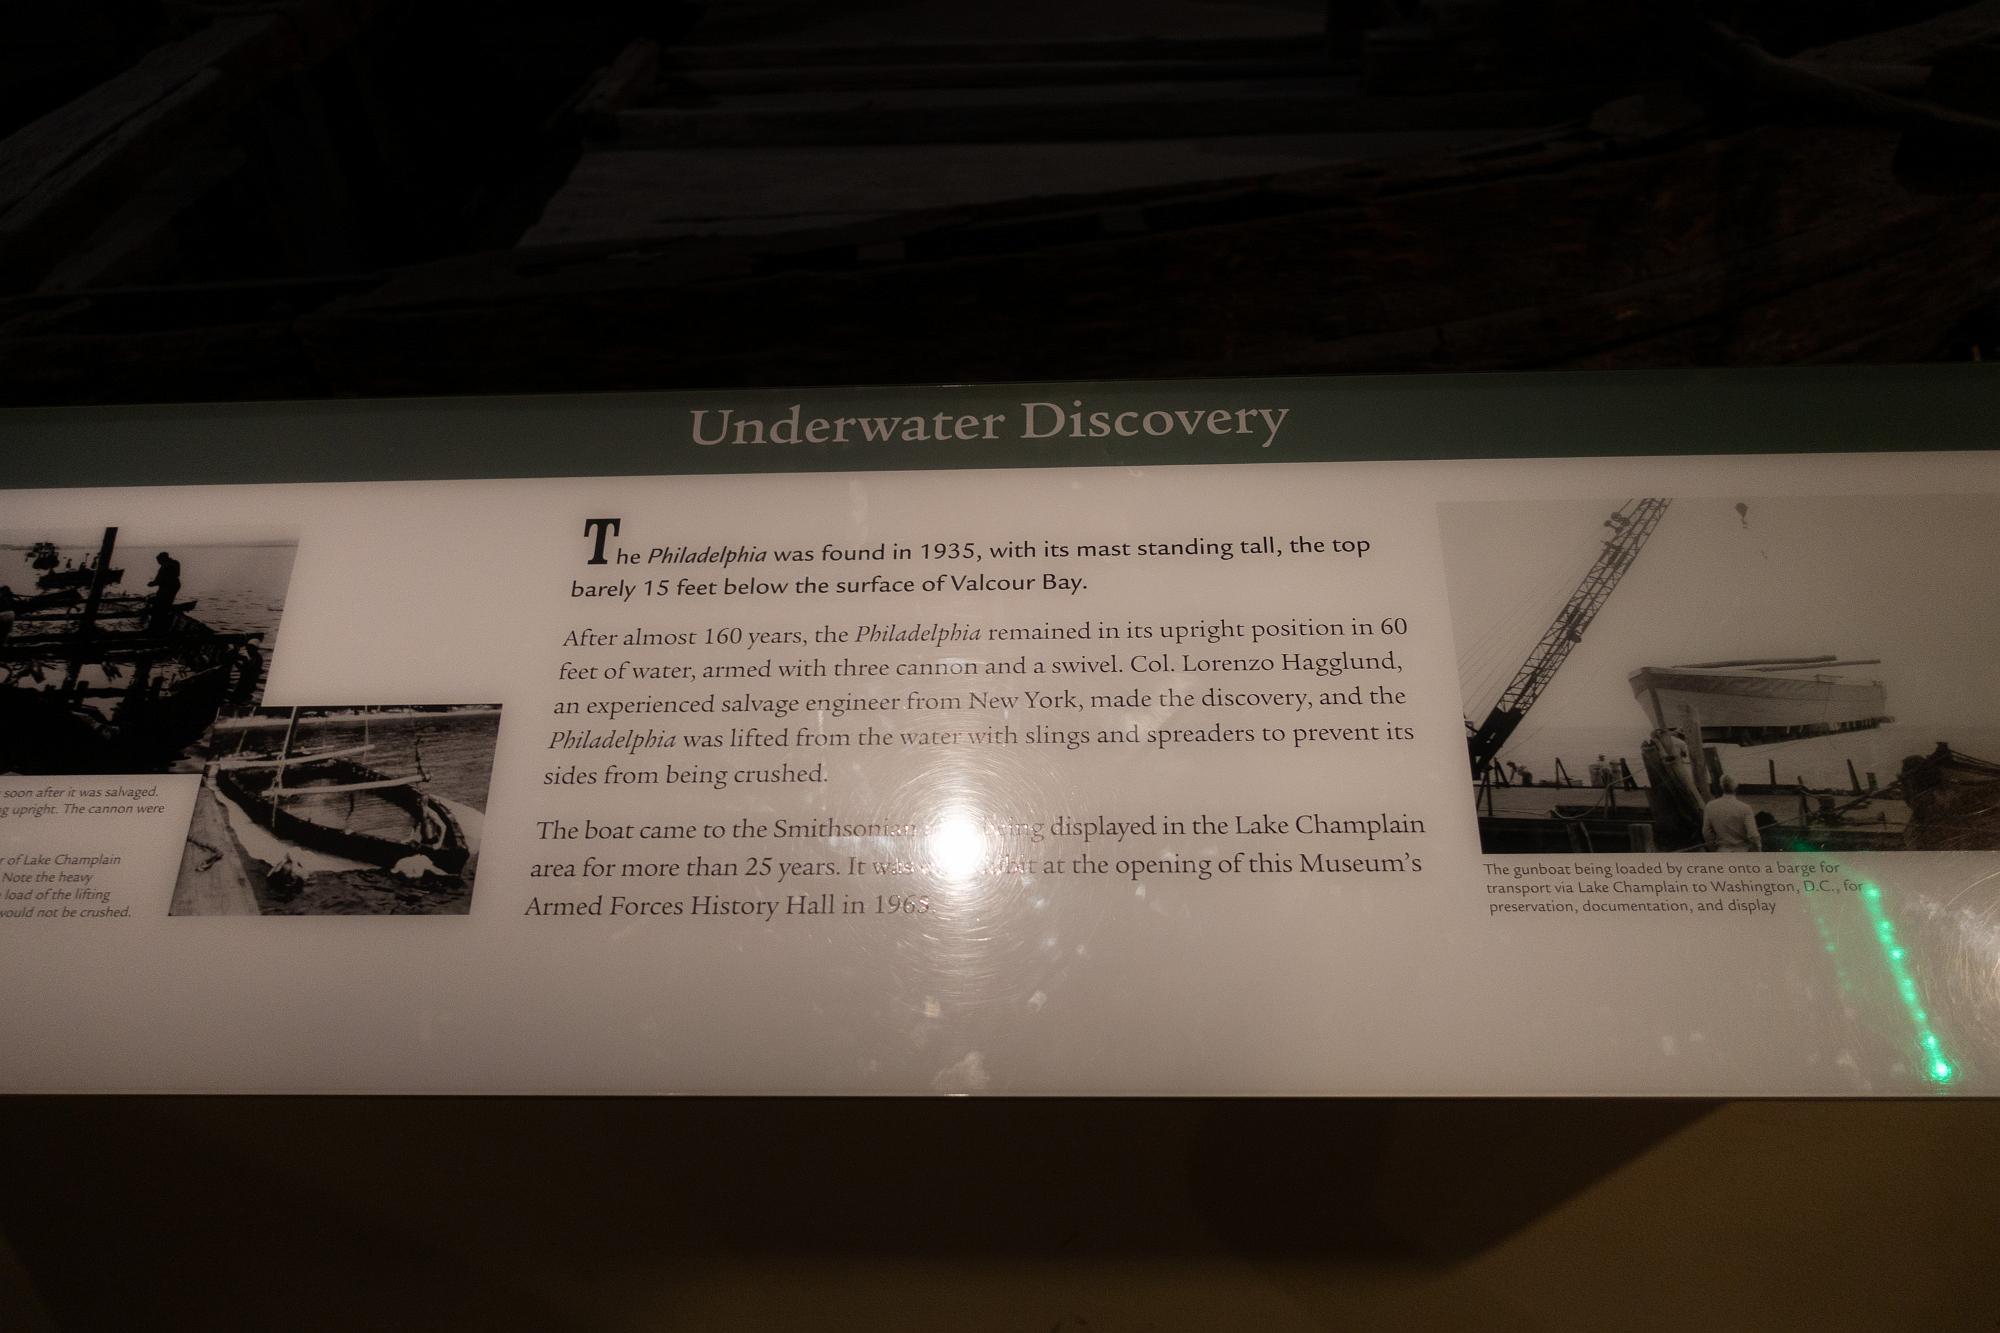 Underwater Discovery
The Philadelphia was found in 1935, with its mast standing tall, the top
barely 15 feet below the surface of Valcour Bay.
After almost 160 years, the Philadelphia remained in its upright position in 60
feet of water, armed with three cannon and a swivel. Col. Lorenzo Hagglund,
an experienced salvage engineer from New York, made the discovery, and the
Philadelphia was lifted from the water with slings and spreaders to prevent its
sides from being crushed.
The boat came to the Smithsonian being displayed in the Lake Champlain
area for more than 25 years. It was at the opening of this Museum's
Armed Forces History Hall in
soon after it was salvaged.
upright. The cannon were
of Lake Champlain
Note the heavy
load of the lifting
would not be crushed.
The gunboat being loaded by crane onto a barge for
transport via Lake Champlain to Washington, D.C., for
preservation, documentation, and display